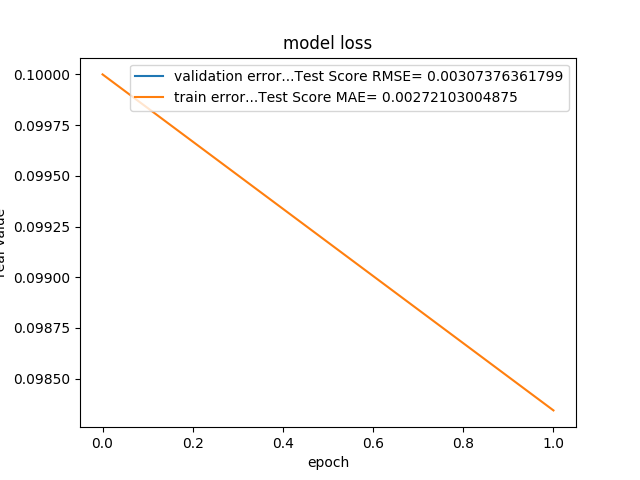 model loss
validation error...Test Score RMSE= 0.00307376361799
train error...Test Score MAE= 0.00272103004875
0.10000
0.09975
0.09950
0.09925
0.09900
0.09875
0.09850
value
0.0 0.2 0.4 0.6 0.8 1.0
epoch